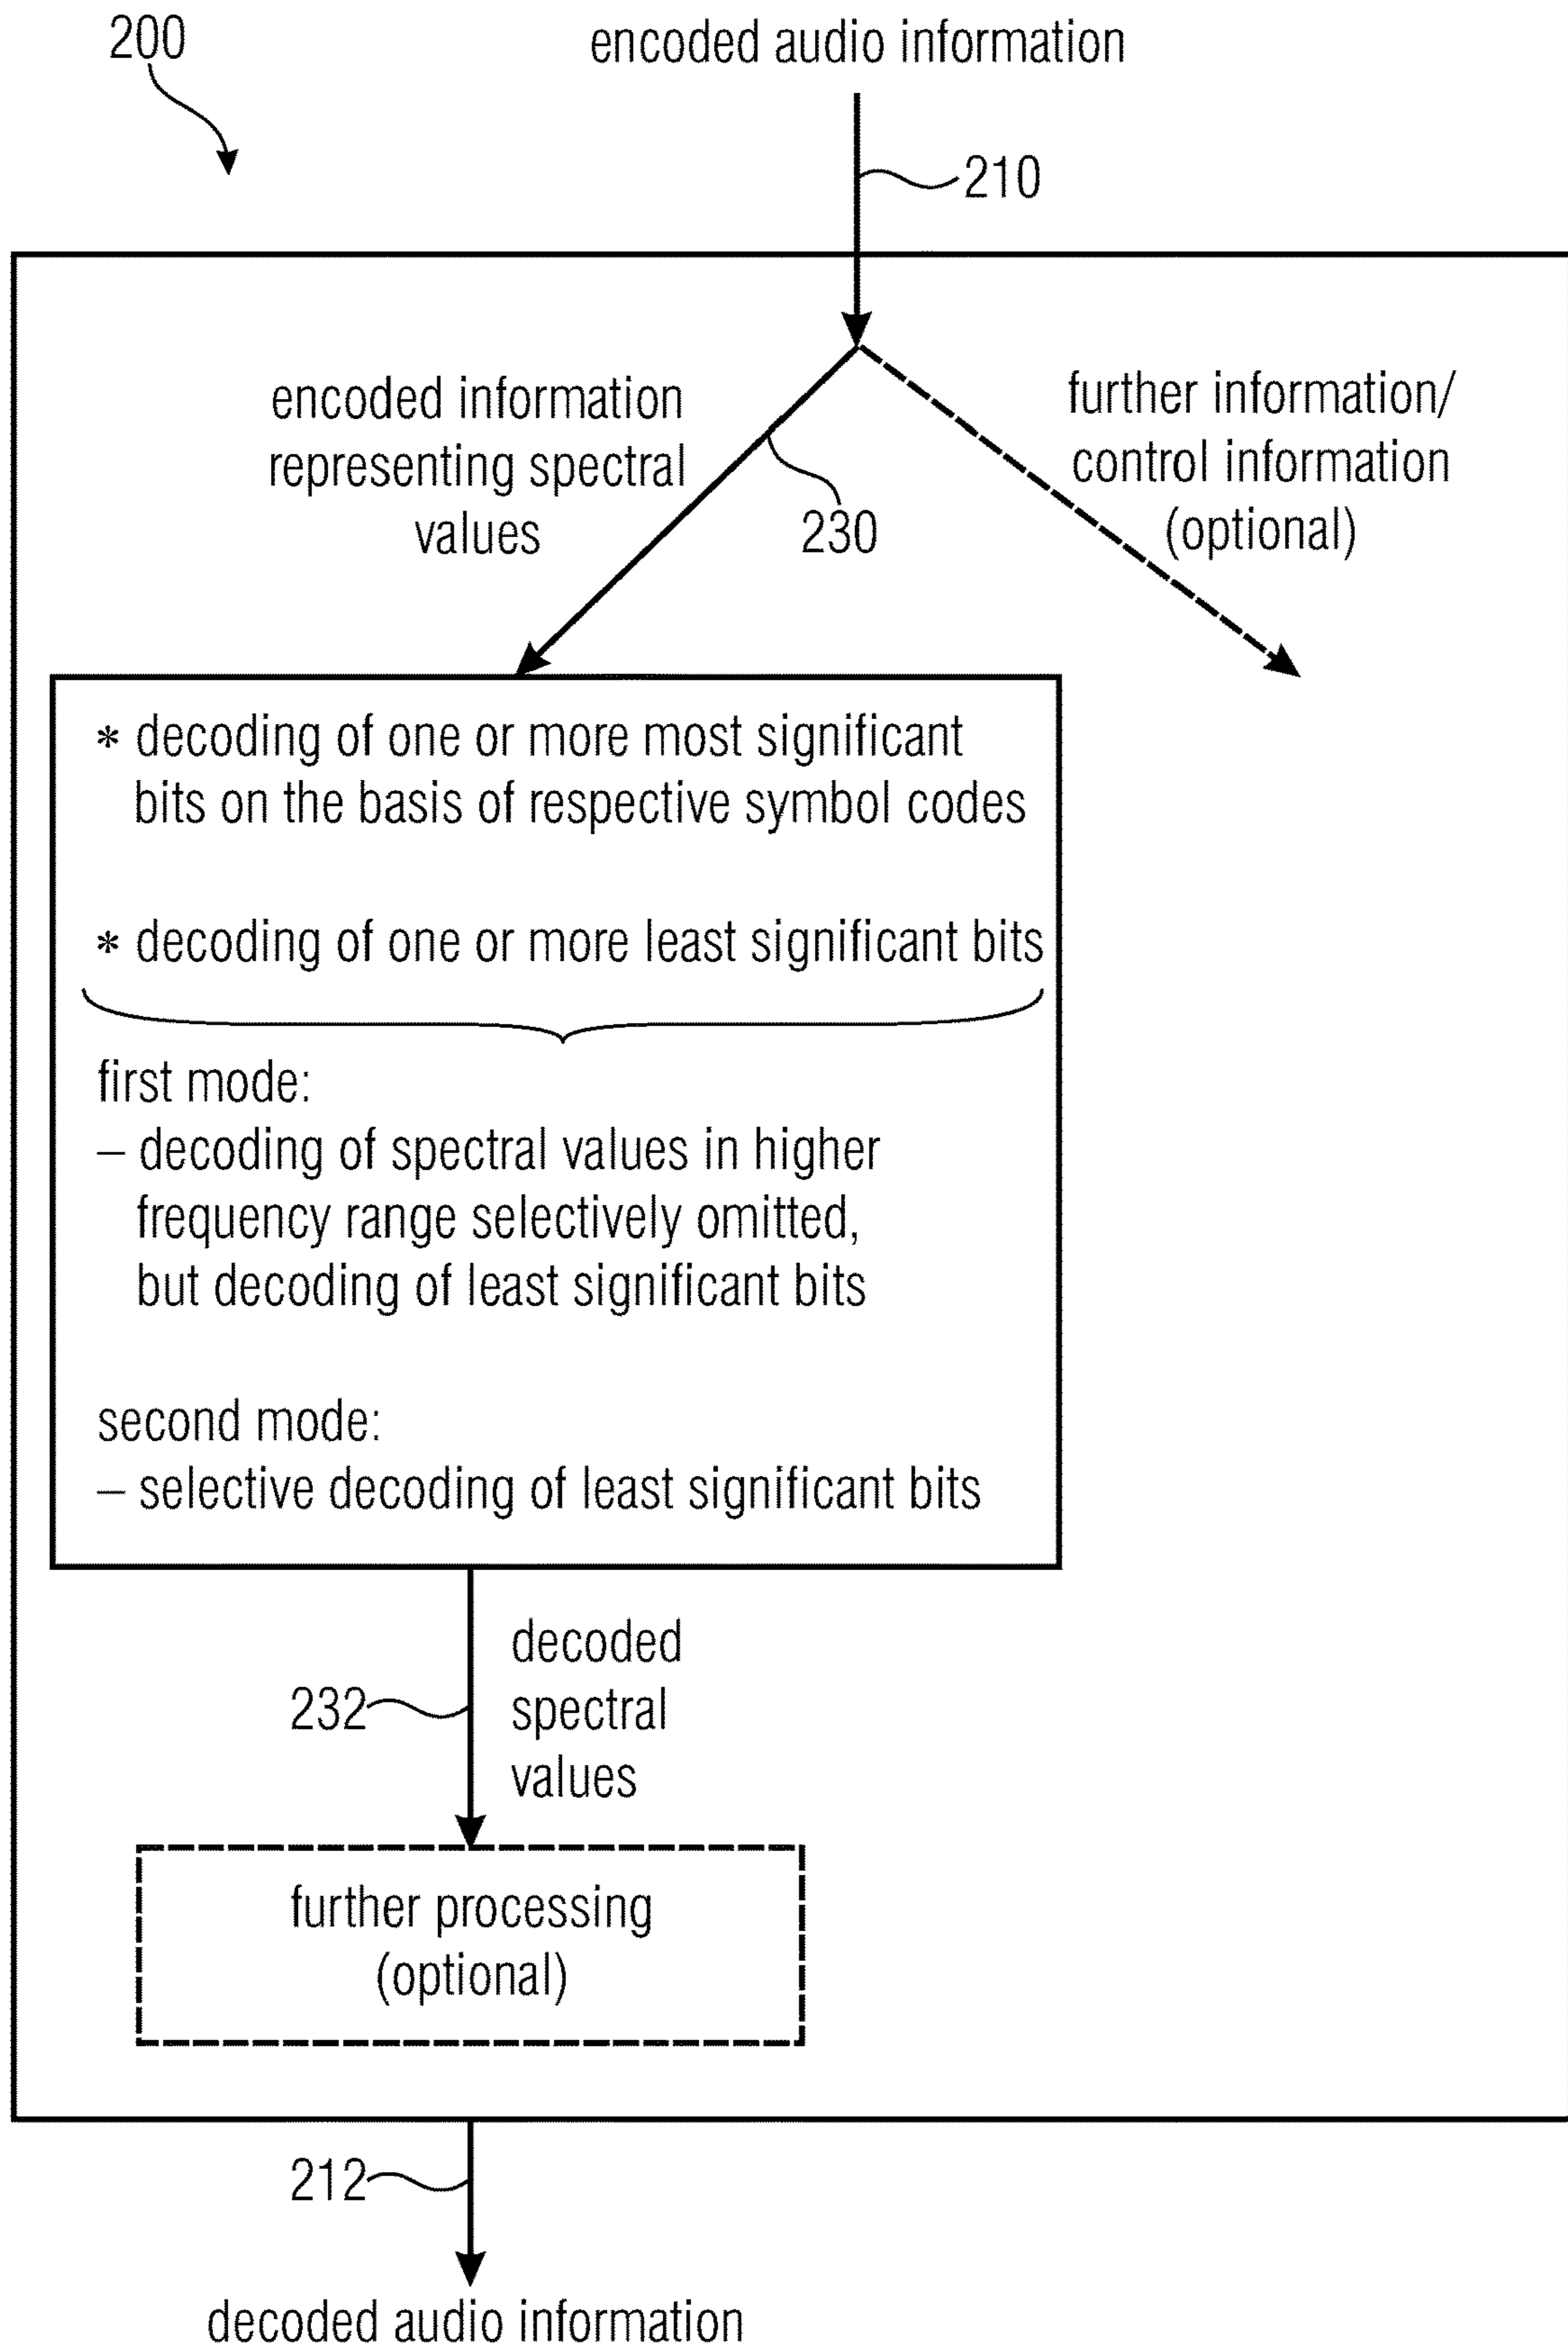 200
encoded audio information
210
encoded information
representing spectral
values
230
further information/
control information
(optional)
* decoding of one or more most significant
bits on the basis of respective symbol codes
* decoding of one or more least significant bits
first mode:
– decoding of spectral values in higher
frequency range selectively omitted,
but decoding of least significant bits
second mode:
– selective decoding of least significant bits
232
decoded
spectral
values
further processing
(optional)
212
decoded audio information